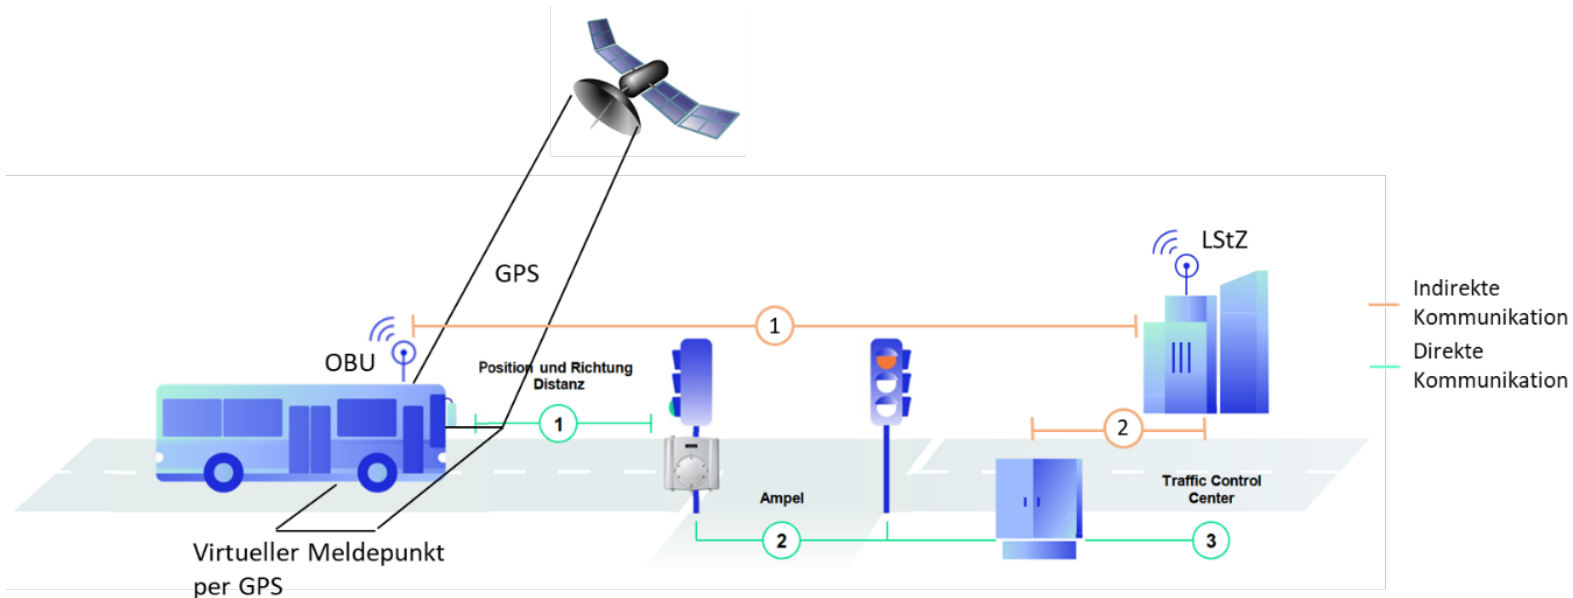 LStZ
GPS
Indirekte
Kommunikation
1
OBU
Position und Richtung
Distanz
Direkte
Kommunikation
1
2
Traffic Control
Center
Ampel
2
3
Virtueller Meldepunkt
per GPS